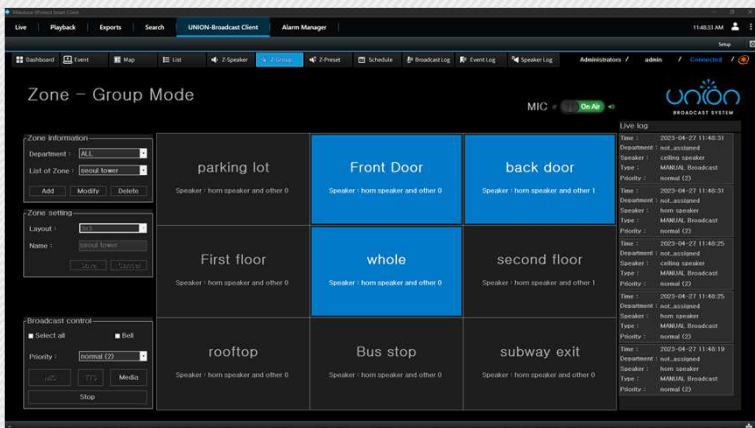 Milestone XProtect Smart Client
Live Playback Exports Search UNION-Broadcast Client Alarm Manager 11:48:33 AM
Setup
Dashboard Event Map List Z-Speaker Z-Group Z-Preset Schedule BroadcastLog EventLog SpeakerLog Administrators / admin / Connected /
Zone - Group Mode
MIC On Air
union
BROADCAST SYSTEM
Zone Information
Department : ALL
List of Zone : seoul tower
Add Modify Delete
Zone setting
Layout : 3x3
Name : seoul tower
Save Cancel
Broadcast control
Select all Bell
Priority : normal (2)
MIC TTS Media
Stop
parking lot
Speaker : horn speaker and other 0
Front Door
Speaker : horn speaker and other 0
back door
Speaker : horn speaker and other 1
First floor
Speaker : horn speaker and other 0
whole
Speaker : horn speaker and other 0
second floor
Speaker : horn speaker and other 1
rooftop
Speaker : horn speaker and other 0
Bus stop
Speaker : horn speaker and other 0
subway exit
Speaker : horn speaker and other 0
Live log
Time : 2023-04-27 11:48:31
Department : not_assigned
Speaker : ceiling speaker
Type : MANUAL Broadcast
Priority : normal (2)
Time : 2023-04-27 11:48:31
Department : not_assigned
Speaker : horn speaker
Type : MANUAL Broadcast
Priority : normal (2)
Time : 2023-04-27 11:48:25
Department : not_assigned
Speaker : ceiling speaker
Type : MANUAL Broadcast
Priority : normal (2)
Time : 2023-04-27 11:48:25
Department : not_assigned
Speaker : horn speaker
Type : MANUAL Broadcast
Priority : normal (2)
Time : 2023-04-27 11:48:19
Department : not_assigned
Speaker : horn speaker
Type : MANUAL Broadcast
Priority : normal (2)